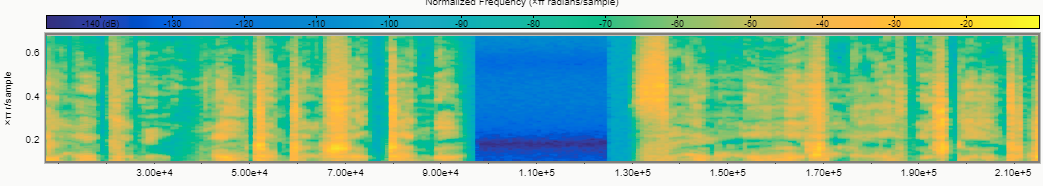 Normalized Frequency (×π radians/sample)
-140 (dB) -130 -120 -110 -100 -90 -80 -70 -60 -50 -40 -30 -20
×π r/sample
0.6
0.4
0.2
3.00e+4 5.00e+4 7.00e+4 9.00e+4 1.10e+5 1.30e+5 1.50e+5 1.70e+5 1.90e+5 2.10e+5